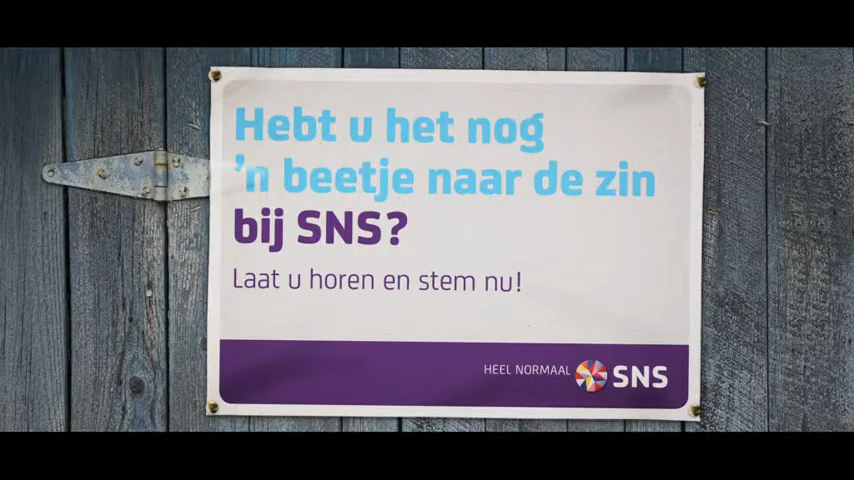 Hebt u het nog
'n beetje naar de zin
bij SNS?
Laat u horen en stem nu!
HEEL NORMAAL SNS